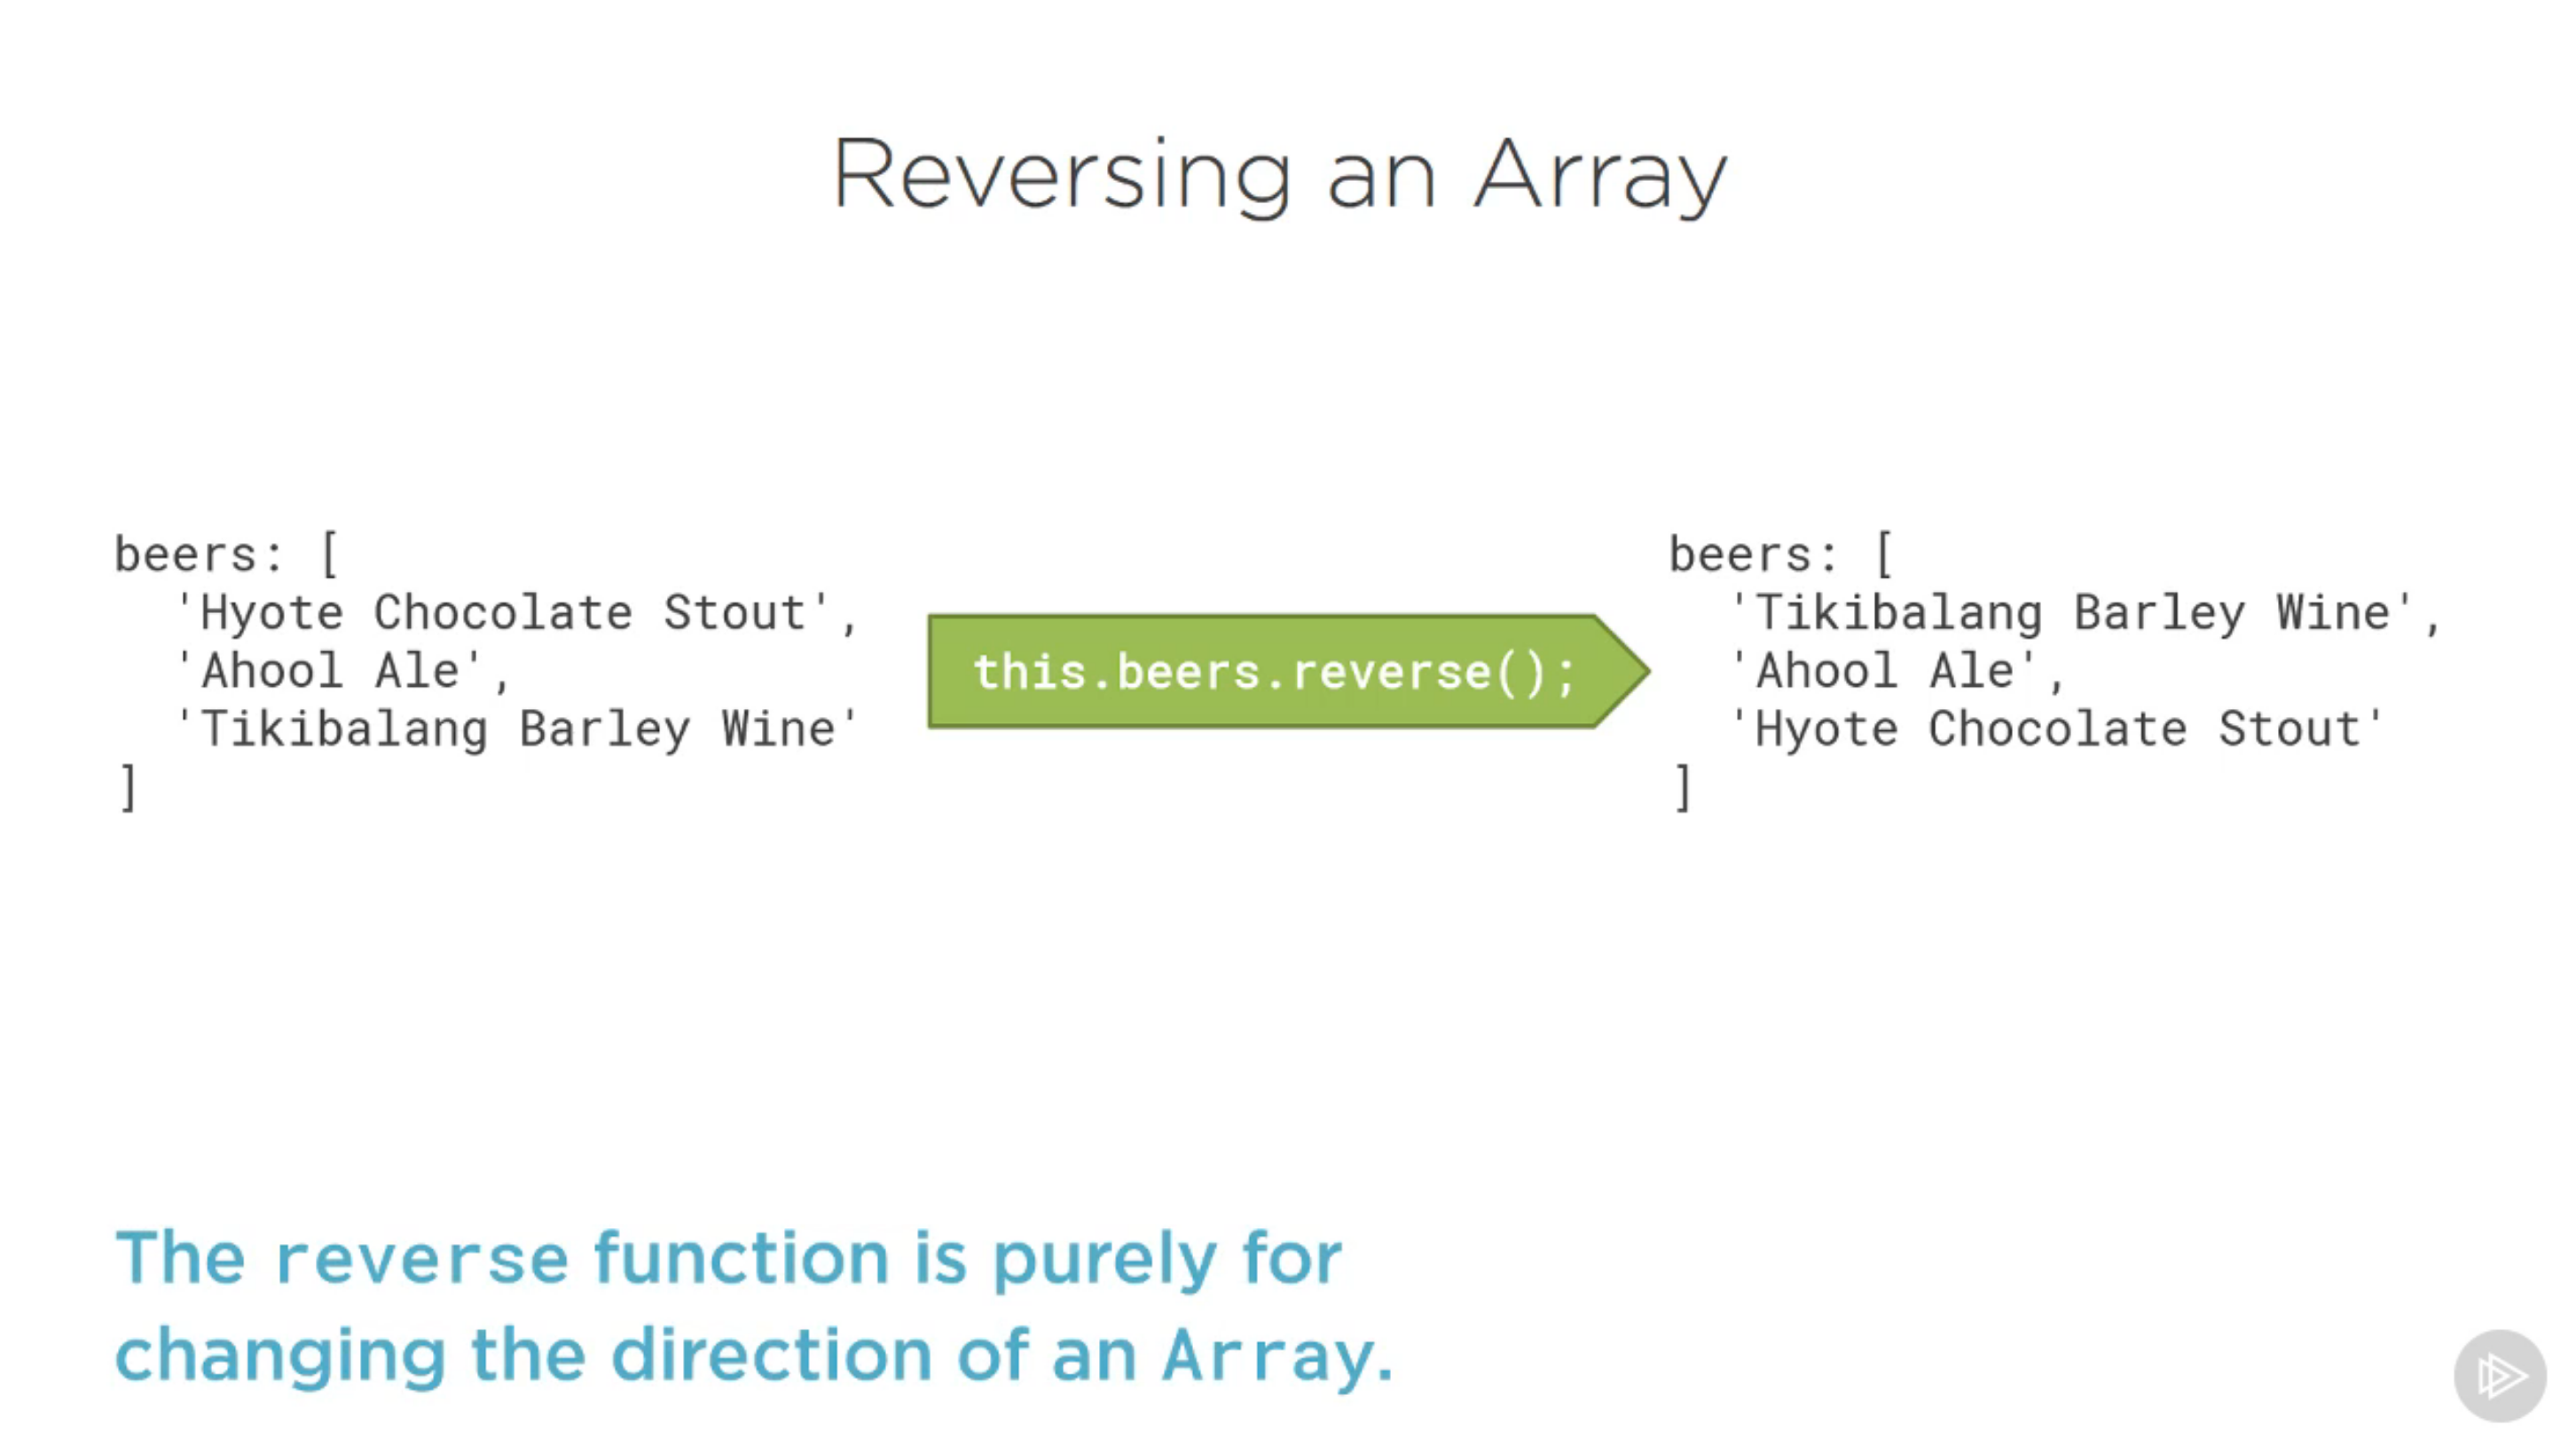 Reversing an Array
beers: [
'Hyote Chocolate Stout',
'Ahool Ale',
'Tikibalang Barley Wine'
]
this.beers.reverse();
beers: [
'Tikibalang Barley Wine',
'Ahool Ale',
'Hyote Chocolate Stout'
]
The reverse function is purely for
changing the direction of an Array.